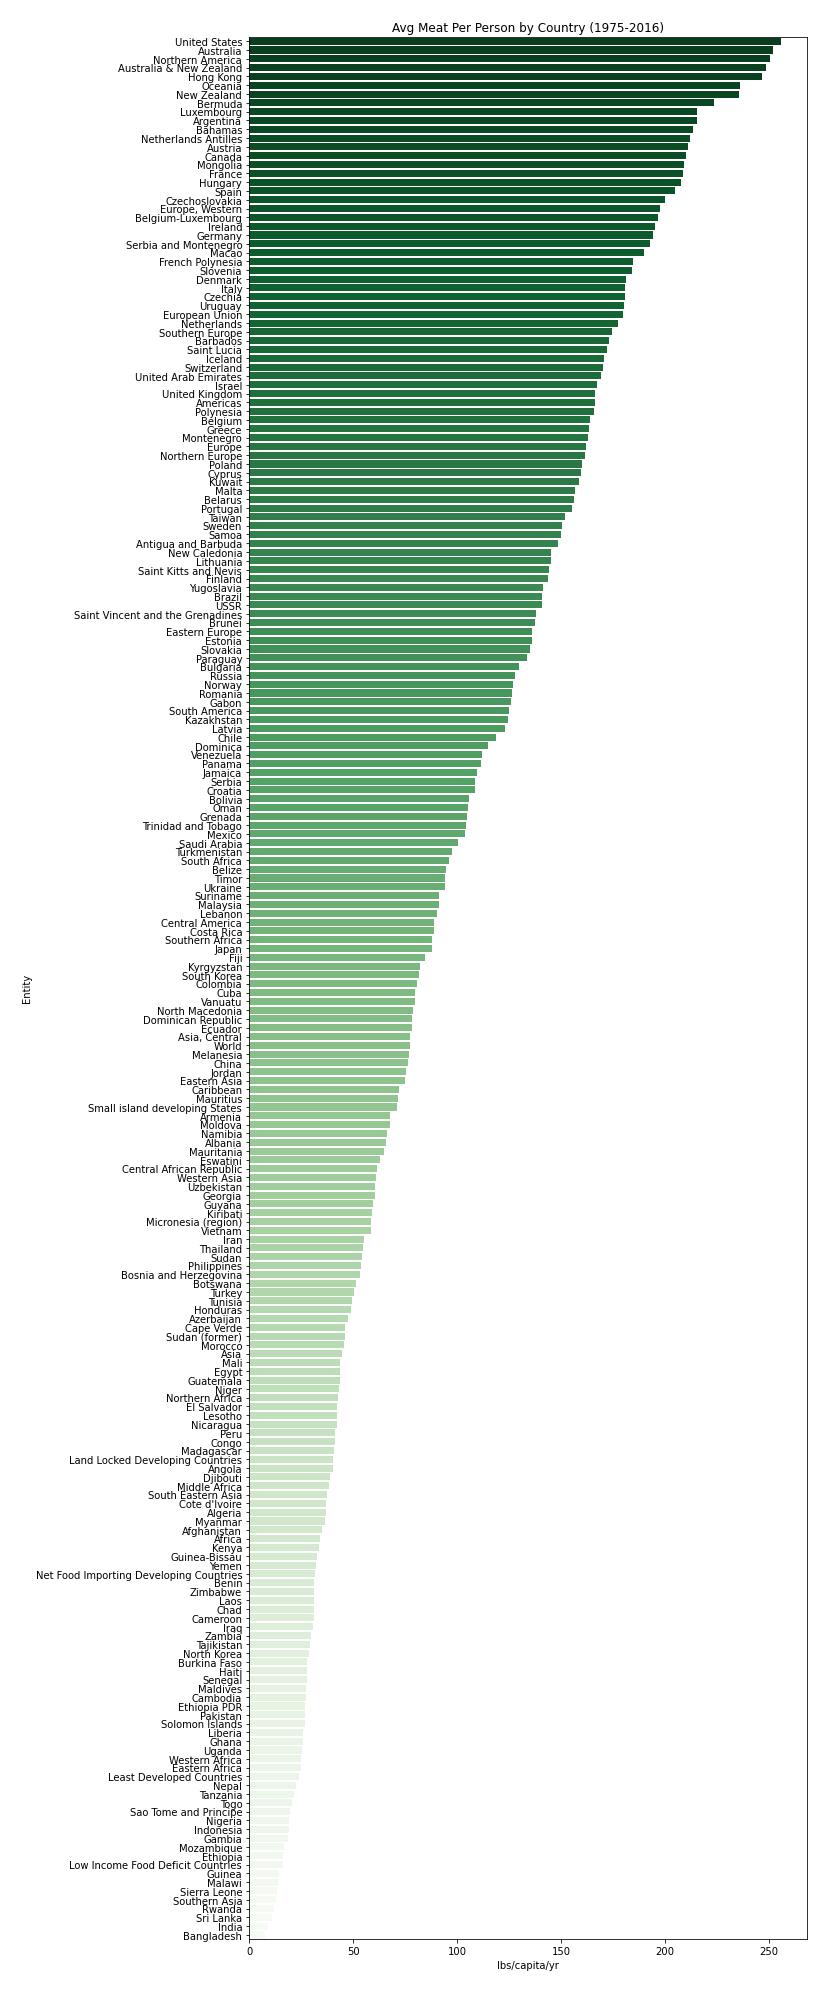 Avg Meat Per Person by Country (1975-2016)
United States
Australia
Northern America
Australia & New Zealand
Hong Kong
Oceania
New Zealand
Bermuda
Luxembourg
Argentina
Bahamas
Netherlands Antilles
Austria
Canada
Mongolia
France
Hungary
Spain
Czechoslovakia
Europe, Western
Belgium-Luxembourg
Ireland
Germany
Serbia and Montenegro
Macao
French Polynesia
Slovenia
Denmark
Italy
Czechia
Uruguay
European Union
Netherlands
Southern Europe
Barbados
Saint Lucia
Iceland
Switzerland
United Arab Emirates
Israel
United Kingdom
Americas
Polynesia
Belgium
Greece
Montenegro
Europe
Northern Europe
Poland
Cyprus
Kuwait
Malta
Belarus
Portugal
Taiwan
Sweden
Samoa
Antigua and Barbuda
New Caledonia
Lithuania
Saint Kitts and Nevis
Finland
Yugoslavia
Brazil
USSR
Saint Vincent and the Grenadines
Brunei
Eastern Europe
Estonia
Slovakia
Paraguay
Bulgaria
Russia
Norway
Romania
Gabon
South America
Kazakhstan
Latvia
Chile
Dominica
Venezuela
Panama
Jamaica
Serbia
Croatia
Bolivia
Oman
Grenada
Trinidad and Tobago
Mexico
Saudi Arabia
Turkmenistan
South Africa
Belize
Timor
Ukraine
Suriname
Malaysia
Lebanon
Central America
Costa Rica
Southern Africa
Japan
Fiji
Kyrgyzstan
South Korea
Colombia
Cuba
Vanuatu
North Macedonia
Dominican Republic
Ecuador
Asia, Central
World
Melanesia
China
Jordan
Eastern Asia
Caribbean
Mauritius
Small island developing States
Armenia
Moldova
Namibia
Albania
Mauritania
Eswatini
Central African Republic
Western Asia
Uzbekistan
Georgia
Guyana
Kiribati
Micronesia (region)
Vietnam
Iran
Thailand
Sudan
Philippines
Bosnia and Herzegovina
Botswana
Turkey
Tunisia
Honduras
Azerbaijan
Cape Verde
Sudan (former)
Morocco
Asia
Mali
Egypt
Guatemala
Niger
Northern Africa
El Salvador
Lesotho
Nicaragua
Peru
Congo
Madagascar
Land Locked Developing Countries
Angola
Djibouti
Middle Africa
South Eastern Asia
Cote d'Ivoire
Algeria
Myanmar
Afghanistan
Africa
Kenya
Guinea-Bissau
Yemen
Net Food Importing Developing Countries
Benin
Zimbabwe
Laos
Chad
Cameroon
Iraq
Zambia
Tajikistan
North Korea
Burkina Faso
Haiti
Senegal
Maldives
Cambodia
Ethiopia PDR
Pakistan
Solomon Islands
Liberia
Ghana
Uganda
Western Africa
Eastern Africa
Least Developed Countries
Nepal
Tanzania
Togo
Sao Tome and Principe
Nigeria
Indonesia
Gambia
Mozambique
Ethiopia
Low Income Food Deficit Countries
Guinea
Malawi
Sierra Leone
Southern Asia
Rwanda
Sri Lanka
India
Bangladesh
Entity
0 50 100 150 200 250
lbs/capita/yr